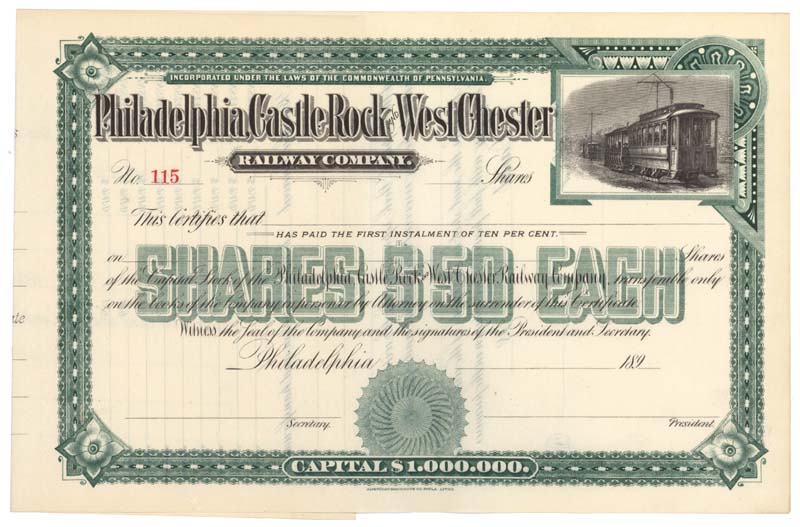 INCORPORATED UNDER THE LAWS OF THE COMMONWEALTH OF PENNSYLVANIA.
Philadelphia, Castle Rock AND West Chester
RAILWAY COMPANY.
No. 115 Shares
This Certifies that
HAS PAID THE FIRST INSTALMENT OF TEN PER CENT.
on Shares
SHARES $50 EACH
of the Capital Stock of the Philadelphia, Castle Rock and West Chester Railway Company, transferable only
on the books of the Company in person or by Attorney on the surrender of this Certificate.
Witness the Seal of the Company and the signatures of the President and Secretary.
Philadelphia 189
Secretary. President.
CAPITAL $1.000.000.